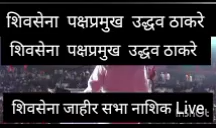 शिवसेना पक्षप्रमुख उद्धव ठाकरे
शिवसेना पक्षप्रमुख उद्धव ठाकरे
शिवसेना जाहीर सभा नाशिक Live